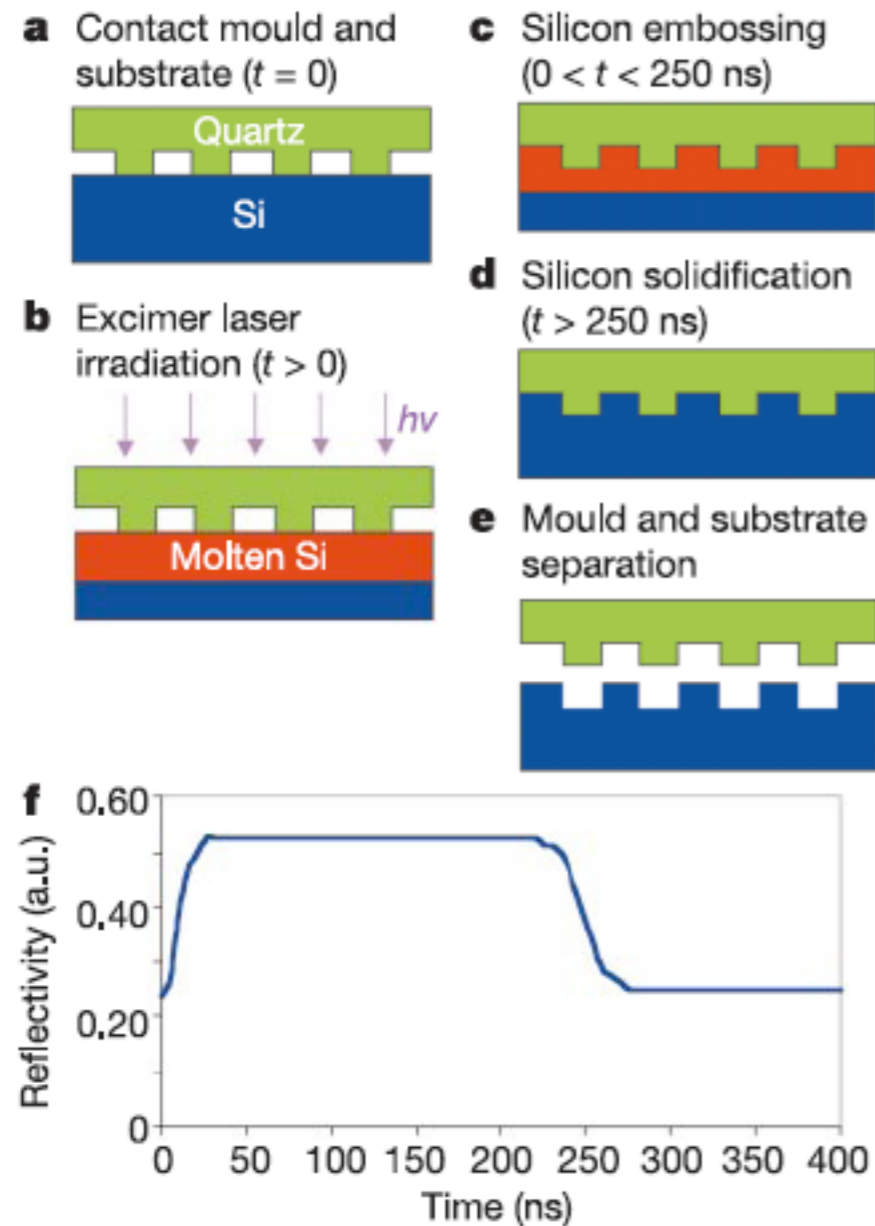 a Contact mould and
substrate (t = 0)
Quartz
Si
b Excimer laser
irradiation (t > 0)
hν
Molten Si
c Silicon embossing
(0 < t < 250 ns)
d Silicon solidification
(t > 250 ns)
e Mould and substrate
separation
f
Reflectivity (a.u.)
0.60
0.40
0.20
0
0 50 100 150 200 250 300 350 400
Time (ns)